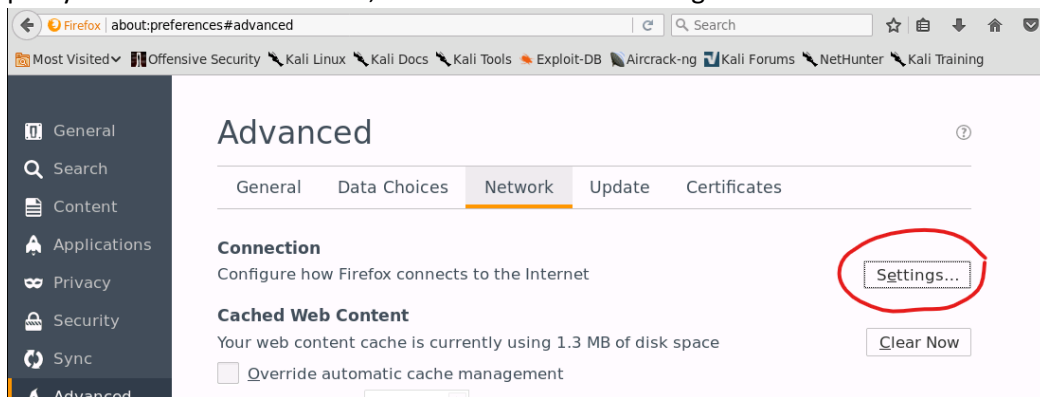 Firefox about:preferences#advanced Search
Most Visited Offensive Security Kali Linux Kali Docs Kali Tools Exploit-DB Aircrack-ng Kali Forums NetHunter Kali Training
General
Search
Content
Applications
Privacy
Security
Sync
Advanced
Advanced
General Data Choices Network Update Certificates
Connection
Configure how Firefox connects to the Internet Settings...
Cached Web Content
Your web content cache is currently using 1.3 MB of disk space Clear Now
Override automatic cache management